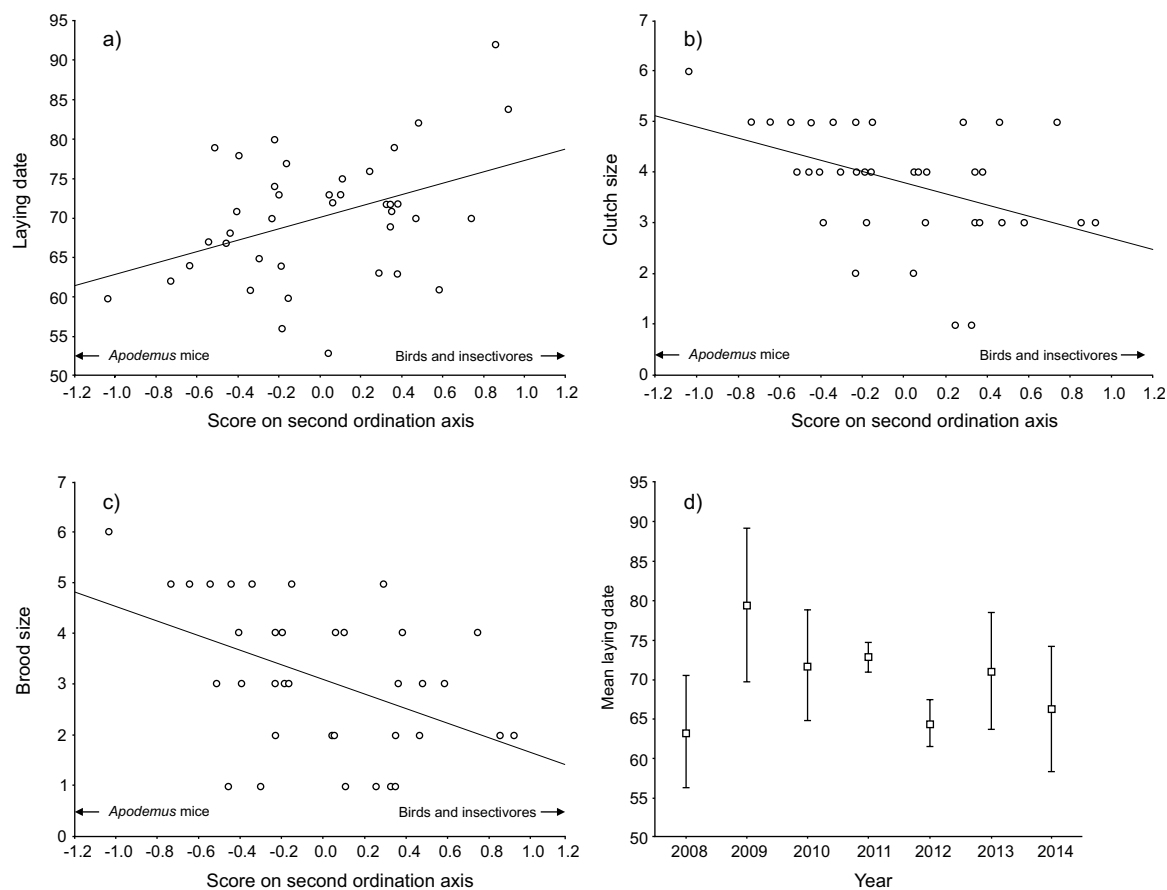 a)
95
90
85
80
75
70
65
60
55
50
Laying date
Apodemus mice
Birds and insectivores
-1.2 -1.0 -0.8 -0.6 -0.4 -0.2 0.0 0.2 0.4 0.6 0.8 1.0 1.2
Score on second ordination axis
b)
7
6
5
4
3
2
1
0
Clutch size
Apodemus mice
Birds and insectivores
-1.2 -1.0 -0.8 -0.6 -0.4 -0.2 0.0 0.2 0.4 0.6 0.8 1.0 1.2
Score on second ordination axis
c)
7
6
5
4
3
2
1
0
Brood size
Apodemus mice
Birds and insectivores
-1.2 -1.0 -0.8 -0.6 -0.4 -0.2 0.0 0.2 0.4 0.6 0.8 1.0 1.2
Score on second ordination axis
d)
95
90
85
80
75
70
65
60
55
50
Mean laying date
2008 2009 2010 2011 2012 2013 2014
Year